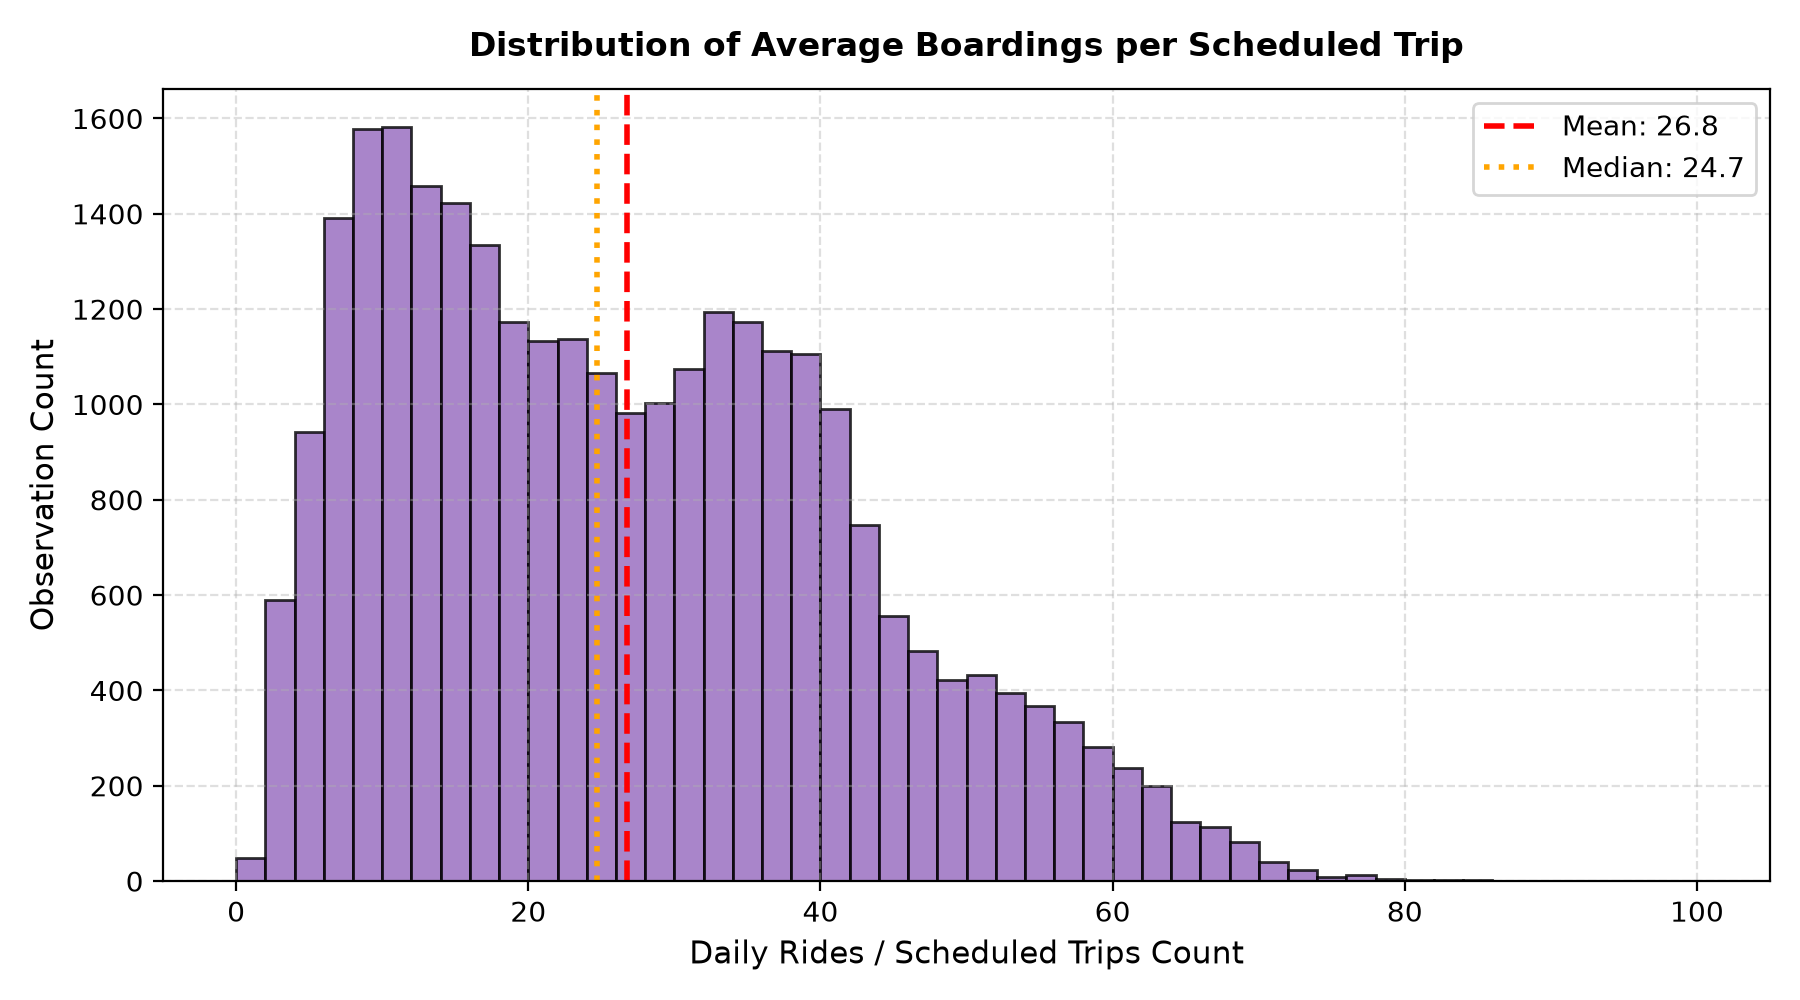 Distribution of Average Boardings per Scheduled Trip
Mean: 26.8
Median: 24.7
Observation Count
1600
1400
1200
1000
800
600
400
200
0
0 20 40 60 80 100
Daily Rides / Scheduled Trips Count